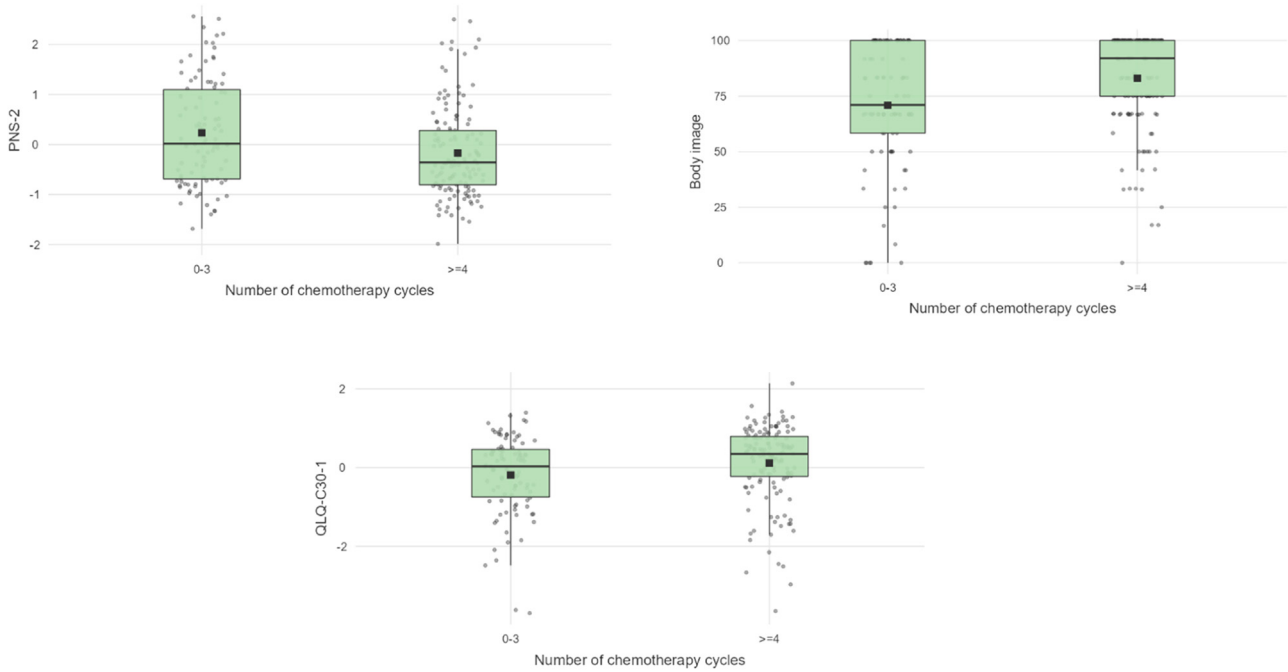 PNS-2
2
1
0
-1
-2
0-3 >=4
Number of chemotherapy cycles
Body image
100
75
50
25
0
0-3 >=4
Number of chemotherapy cycles
QLQ-C30-1
2
0
-2
0-3 >=4
Number of chemotherapy cycles